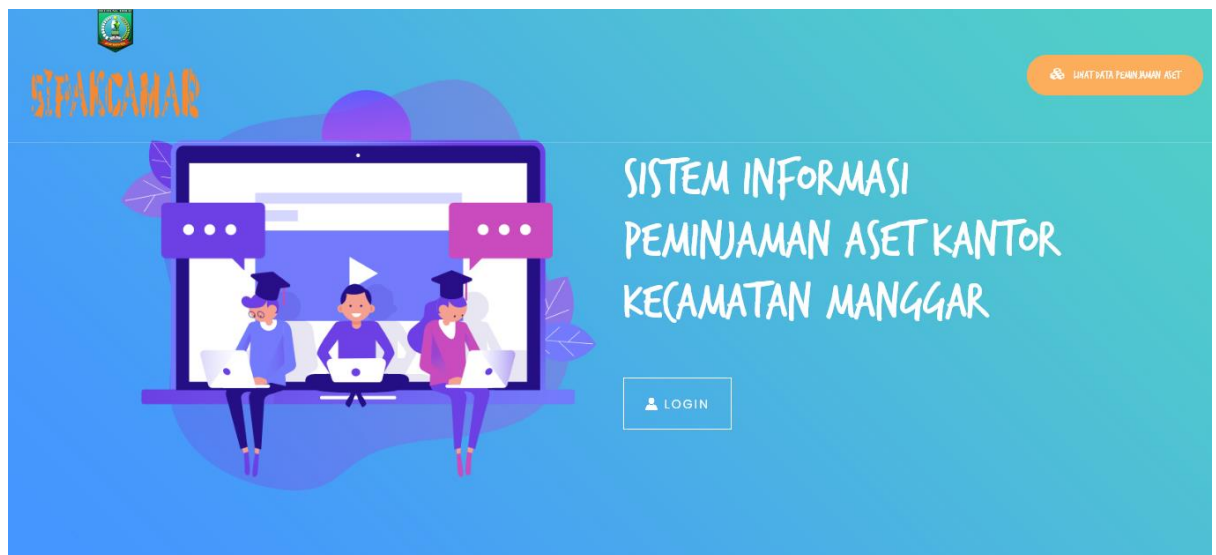 SIPAKCAMAR
LIHAT DATA PEMINJAMAN ASET
SISTEM INFORMASI
PEMINJAMAN ASET KANTOR
KECAMATAN MANGGAR
LOGIN